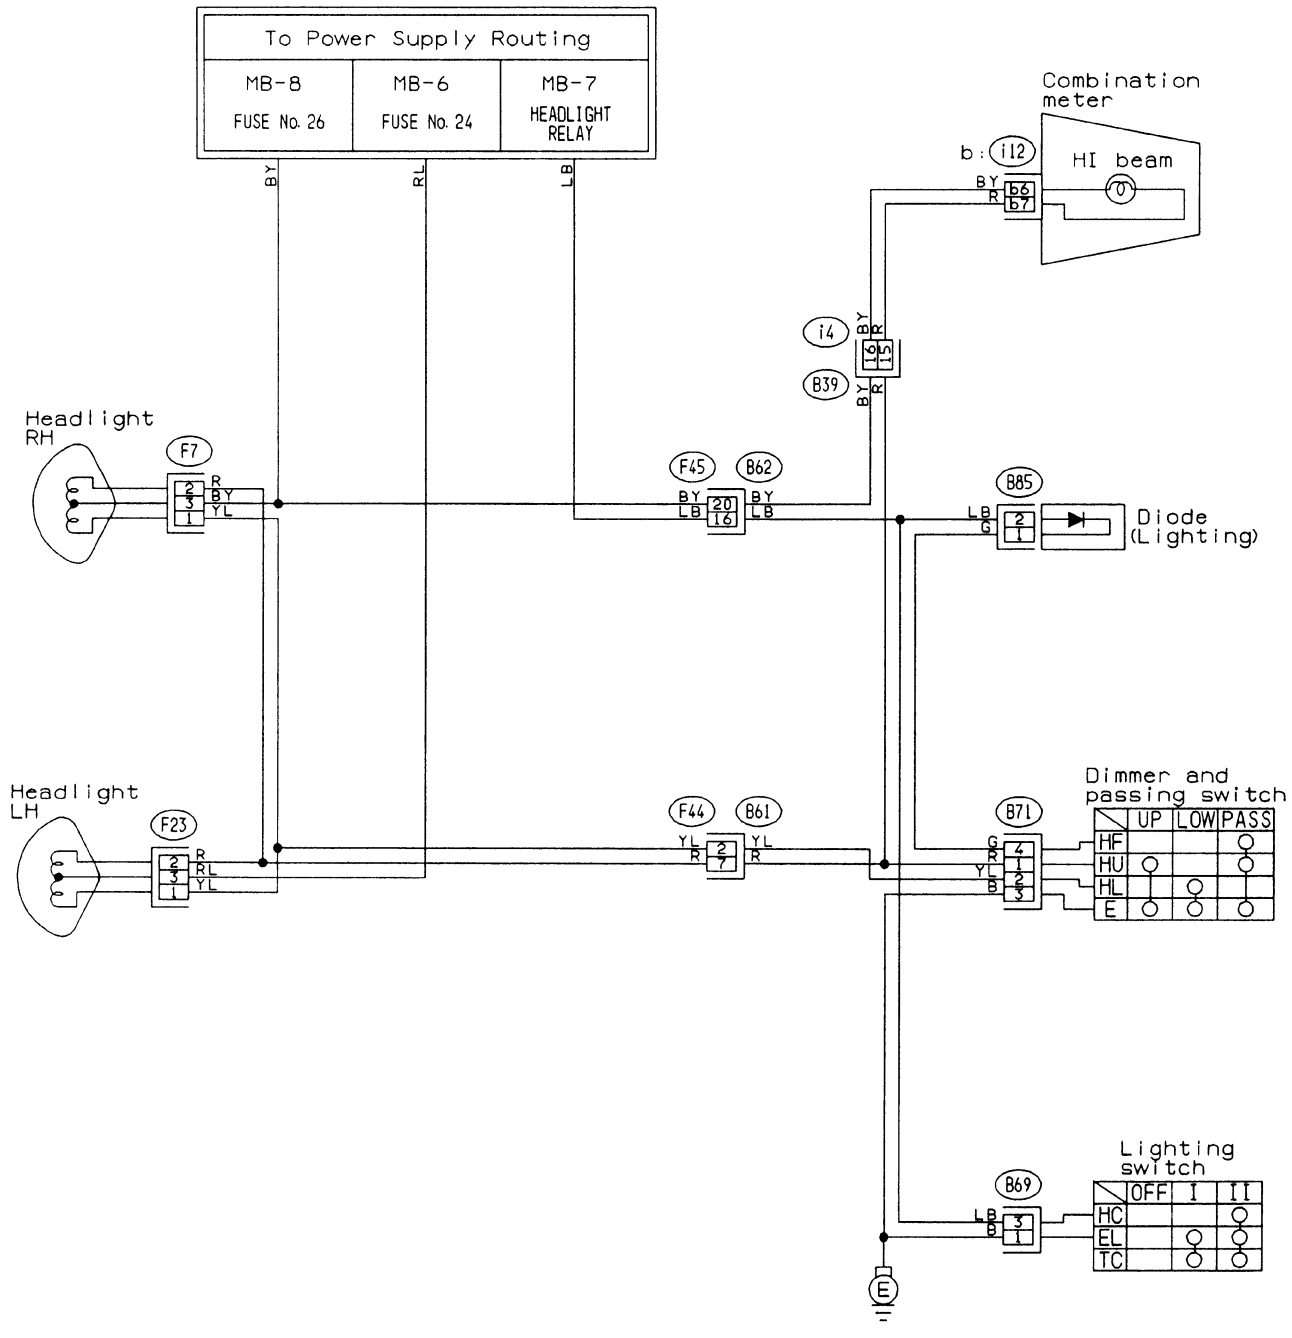 To Power Supply Routing
MB-8
FUSE No. 26
MB-6
FUSE No. 24
MB-7
HEADLIGHT
RELAY
BY
RL
LB
Combination
meter
b: i12
HI beam
BY
b6
R
b7
i4
BY
R
16
15
B39
BY
R
Headlight
RH
F7
2
R
3
BY
1
YL
F45
B62
BY
20
BY
LB
16
LB
B85
LB
2
G
1
Diode
(Lighting)
Headlight
LH
F23
2
R
3
RL
1
YL
F44
B61
YL
2
YL
R
7
R
B71
G
4
R
1
YL
2
B
3
Dimmer and
passing switch
UP LOW PASS
HF
HU
HL
E
Lighting
switch
B69
LB
3
B
1
OFF I II
HC
EL
TC
E